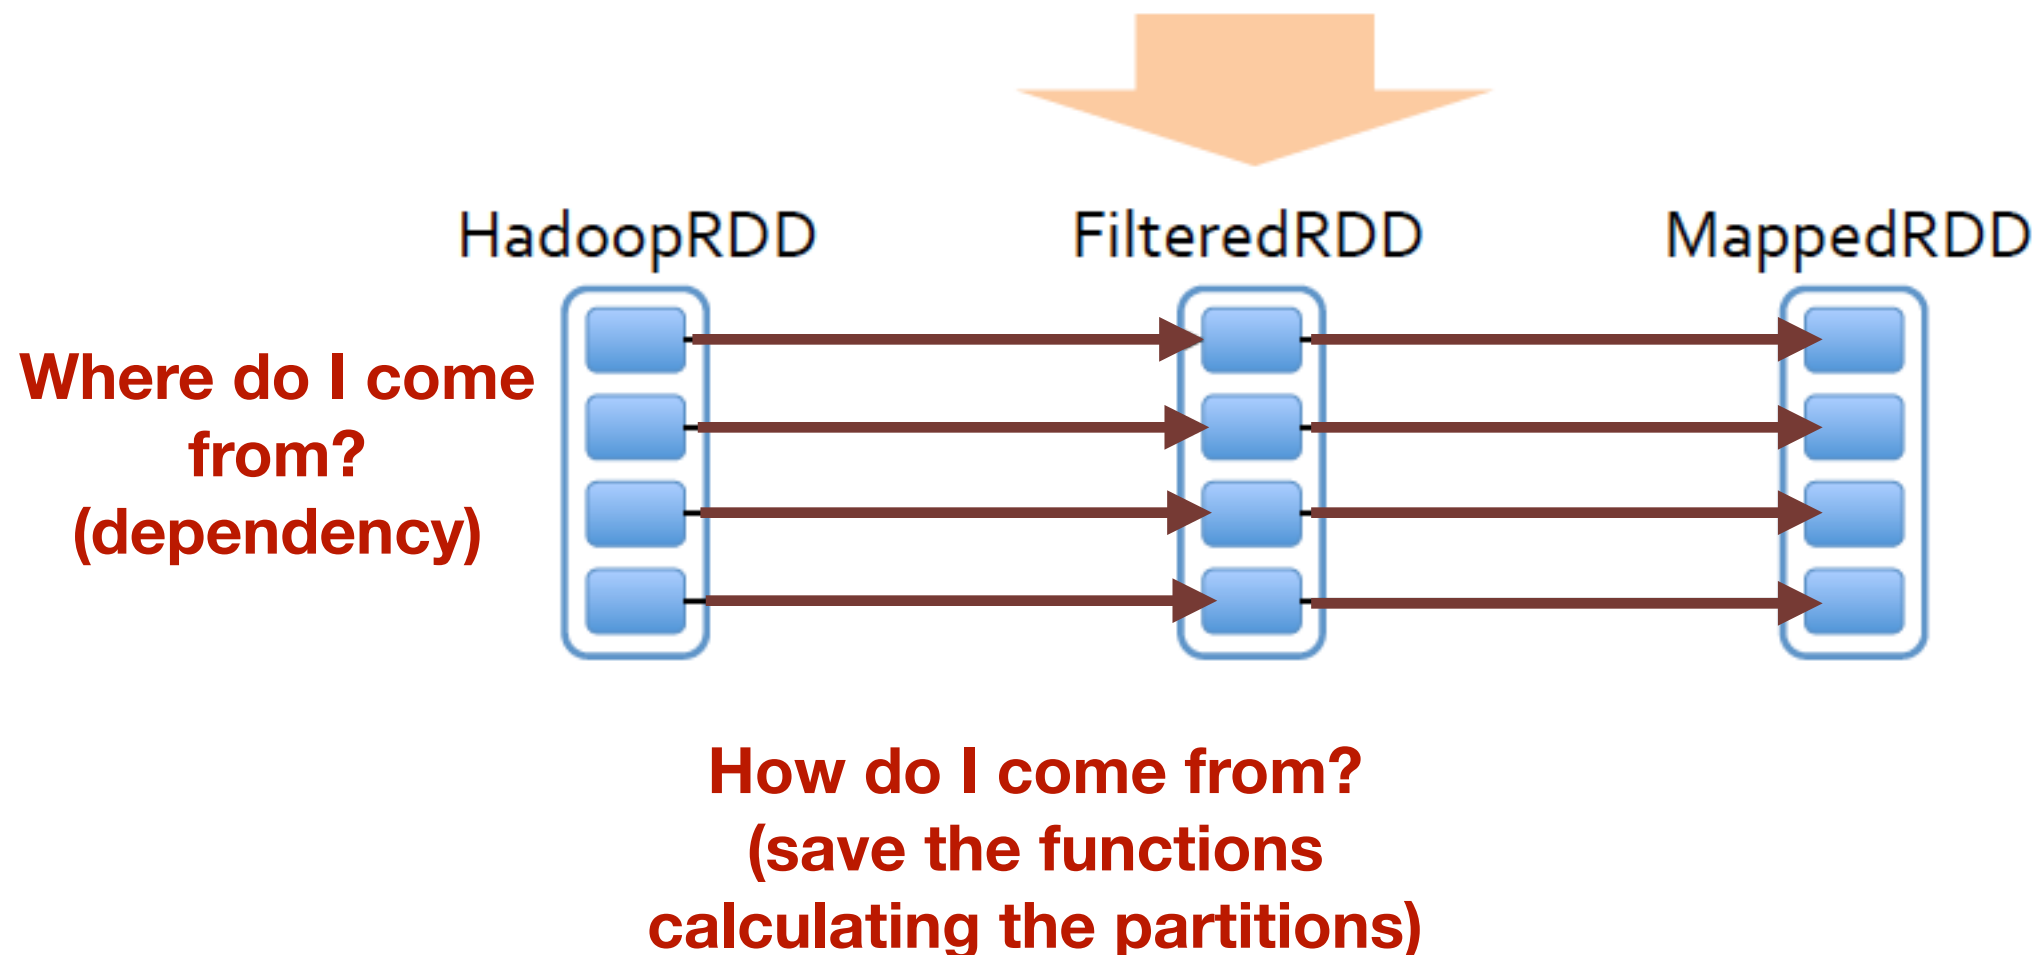 HadoopRDD FilteredRDD MappedRDD
Where do I come
from?
(dependency)
How do I come from?
(save the functions
calculating the partitions)